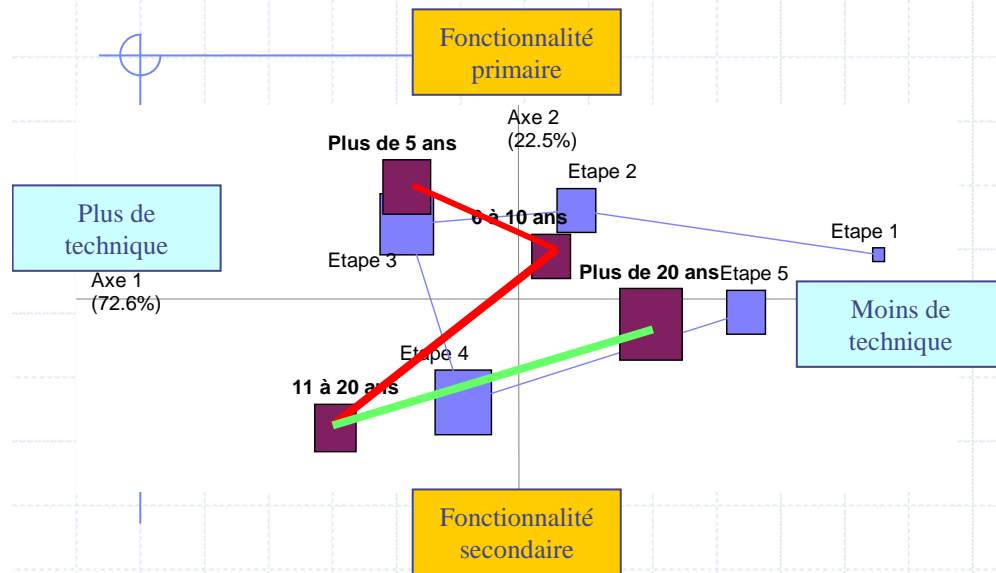 Fonctionnalité
primaire
Axe 2
(22.5%)
Plus de 5 ans
Etape 2
Plus de
technique
6 à 10 ans
Etape 1
Etape 3
Plus de 20 ans
Etape 5
Axe 1
(72.6%)
Moins de
technique
Etape 4
11 à 20 ans
Fonctionnalité
secondaire